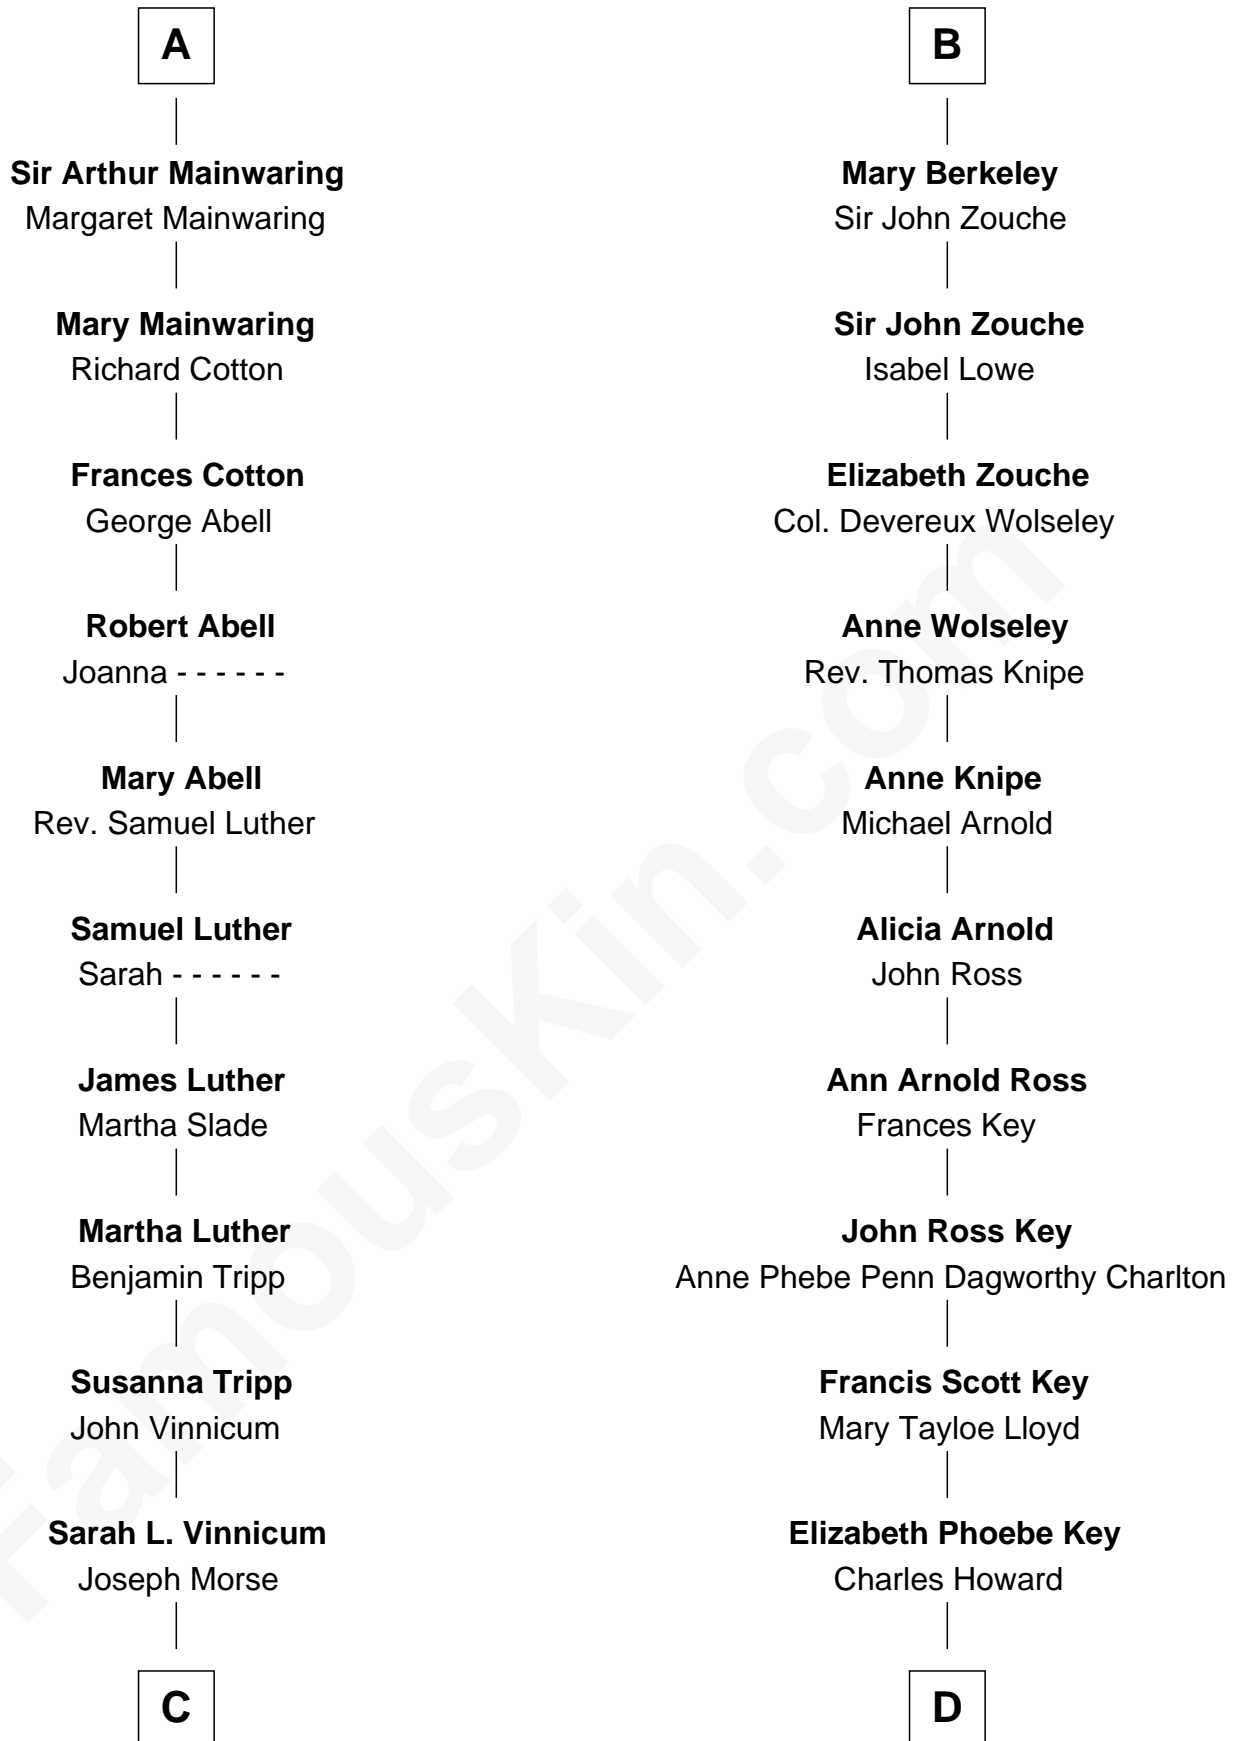 A
Sir Arthur Mainwaring
Margaret Mainwaring
Mary Mainwaring
Richard Cotton
Frances Cotton
George Abell
Robert Abell
Joanna - - - - - -
Mary Abell
Rev. Samuel Luther
Samuel Luther
Sarah - - - - - -
James Luther
Martha Slade
Martha Luther
Benjamin Tripp
Susanna Tripp
John Vinnicum
Sarah L. Vinnicum
Joseph Morse
C
B
Mary Berkeley
Sir John Zouche
Sir John Zouche
Isabel Lowe
Elizabeth Zouche
Col. Devereux Wolseley
Anne Wolseley
Rev. Thomas Knipe
Anne Knipe
Michael Arnold
Alicia Arnold
John Ross
Ann Arnold Ross
Frances Key
John Ross Key
Anne Phebe Penn Dagworthy Charlton
Francis Scott Key
Mary Tayloe Lloyd
Elizabeth Phoebe Key
Charles Howard
D
FamousKin.com